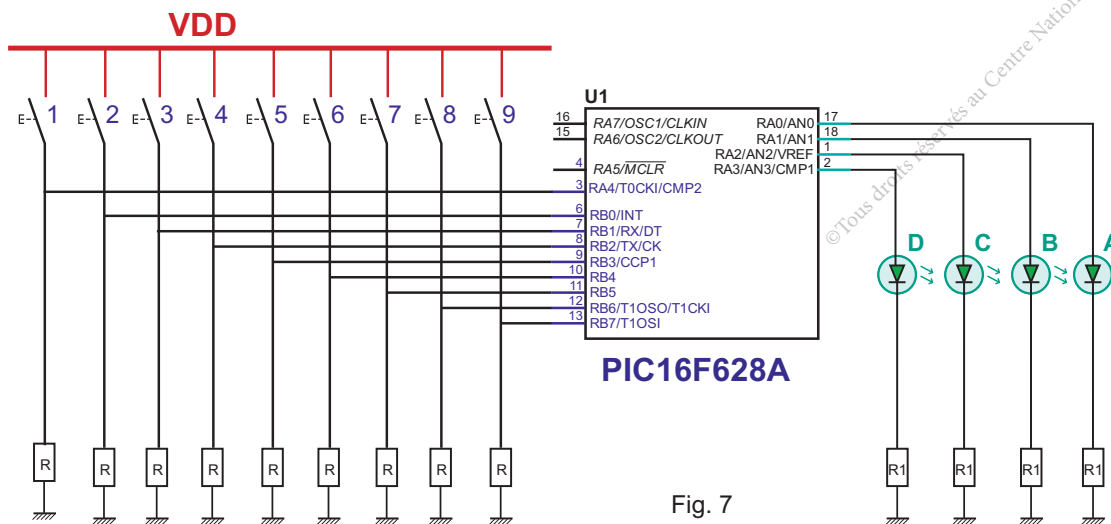 VDD
E 1 E 2 E 3 E 4 E 5 E 6 E 7 E 8 E 9
U1
16 RA7/OSC1/CLKIN RA0/AN0 17
15 RA6/OSC2/CLKOUT RA1/AN1 18
RA2/AN2/VREF 1
4 RA5/MCLR RA3/AN3/CMP1 2
3 RA4/T0CKI/CMP2
6 RB0/INT
7 RB1/RX/DT
8 RB2/TX/CK
9 RB3/CCP1
10 RB4
11 RB5
12 RB6/T1OSO/T1CKI
13 RB7/T1OSI
PIC16F628A
D C B A
R R R R R R R R R
R1 R1 R1 R1
Fig. 7
©Tous droits réservés au Centre